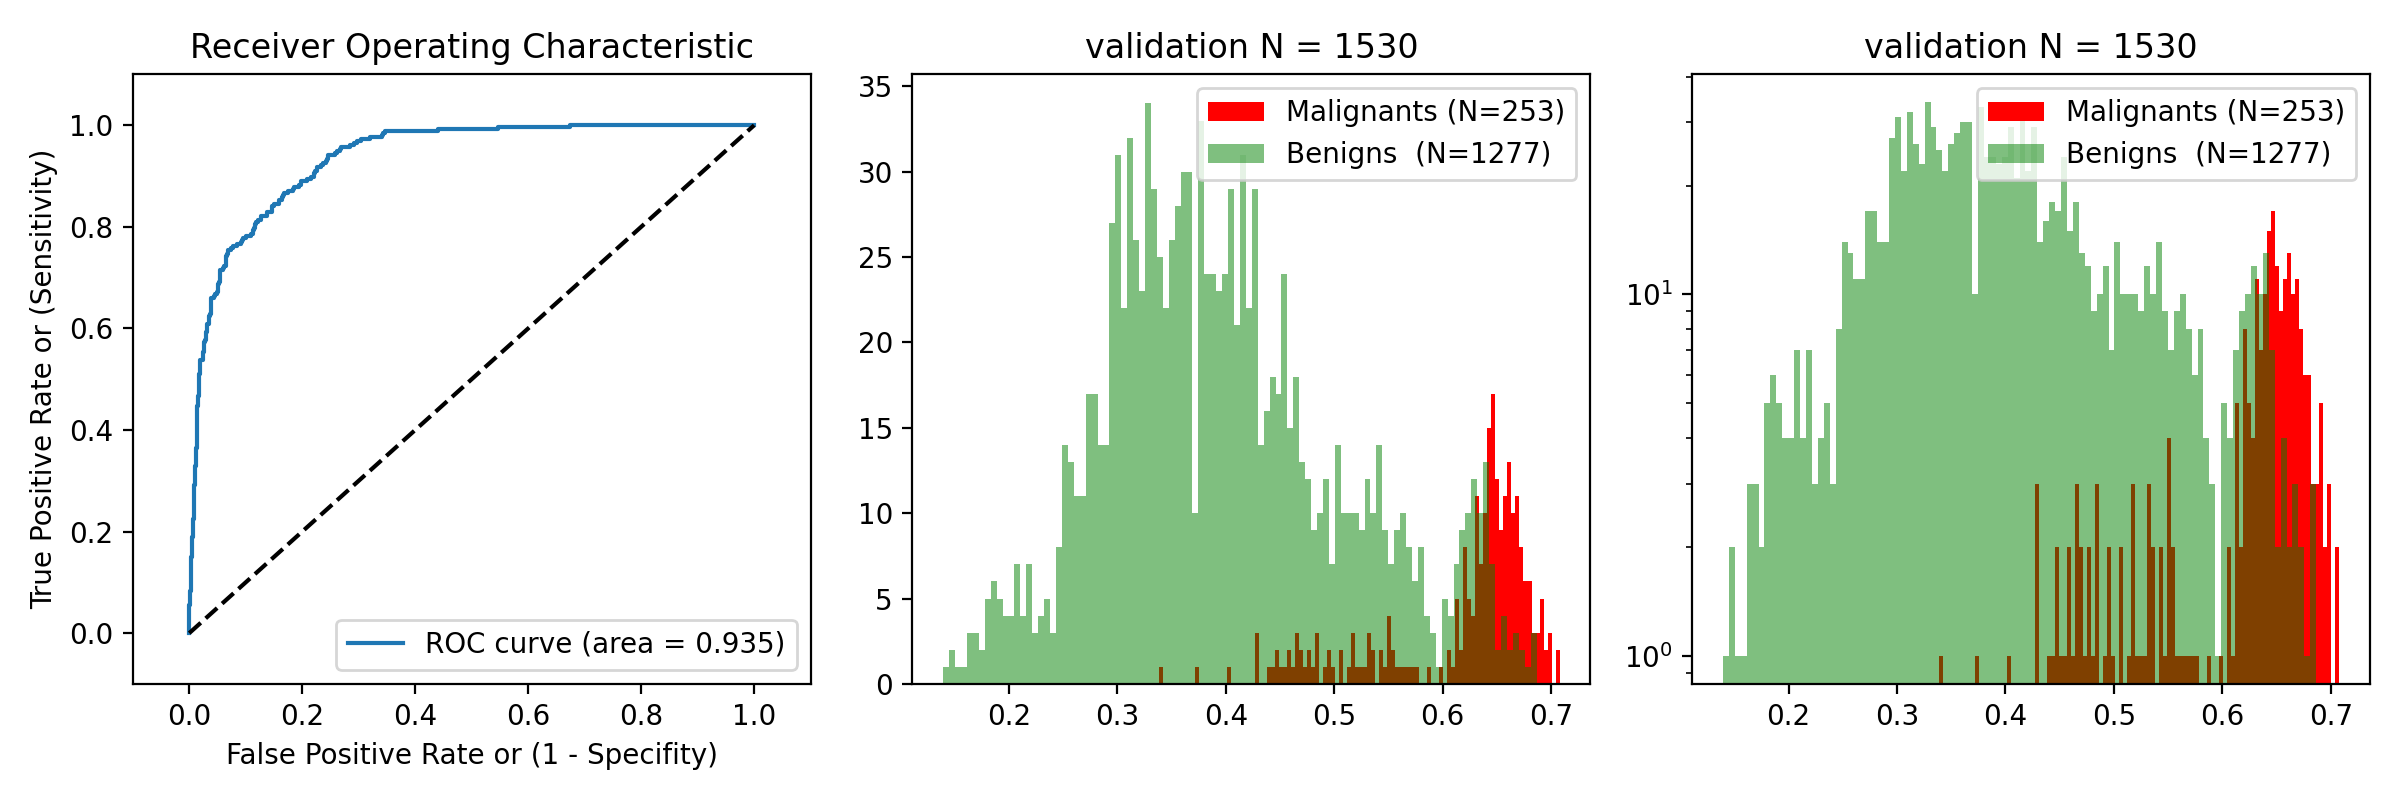 Receiver Operating Characteristic
True Positive Rate or (Sensitivity)
1.0
0.8
0.6
0.4
0.2
0.0
ROC curve (area = 0.935)
0.0 0.2 0.4 0.6 0.8 1.0
False Positive Rate or (1 - Specifity)
validation N = 1530
35
30
25
20
15
10
5
0
Malignants (N=253)
Benigns (N=1277)
0.2 0.3 0.4 0.5 0.6 0.7
validation N = 1530
10¹
10⁰
Malignants (N=253)
Benigns (N=1277)
0.2 0.3 0.4 0.5 0.6 0.7